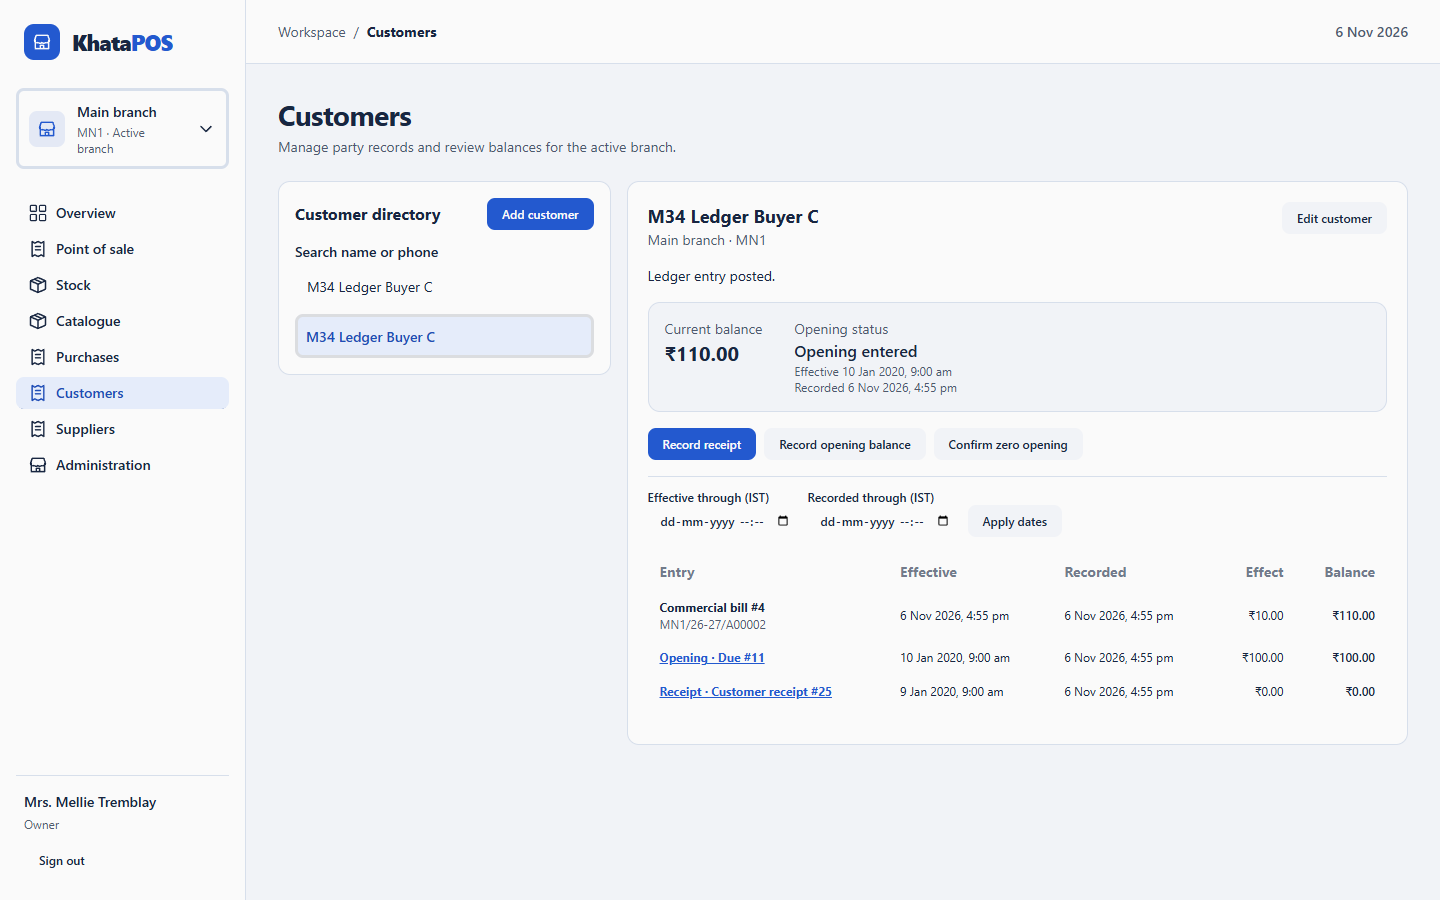 KhataPOS
Main branch
MN1 · Active
branch
Overview
Point of sale
Stock
Catalogue
Purchases
Customers
Suppliers
Administration
Mrs. Mellie Tremblay
Owner
Sign out
Workspace / Customers
6 Nov 2026
Customers
Manage party records and review balances for the active branch.
Customer directory
Add customer
Search name or phone
M34 Ledger Buyer C
M34 Ledger Buyer C
M34 Ledger Buyer C
Edit customer
Main branch · MN1
Ledger entry posted.
Current balance
₹110.00
Opening status
Opening entered
Effective 10 Jan 2020, 9:00 am
Recorded 6 Nov 2026, 4:55 pm
Record receipt
Record opening balance
Confirm zero opening
Effective through (IST)
dd-mm-yyyy --:--
Recorded through (IST)
dd-mm-yyyy --:--
Apply dates
Entry Effective Recorded Effect Balance
Commercial bill #4
MN1/26-27/A00002
6 Nov 2026, 4:55 pm 6 Nov 2026, 4:55 pm ₹10.00 ₹110.00
Opening · Due #11 10 Jan 2020, 9:00 am 6 Nov 2026, 4:55 pm ₹100.00 ₹100.00
Receipt · Customer receipt #25 9 Jan 2020, 9:00 am 6 Nov 2026, 4:55 pm ₹0.00 ₹0.00